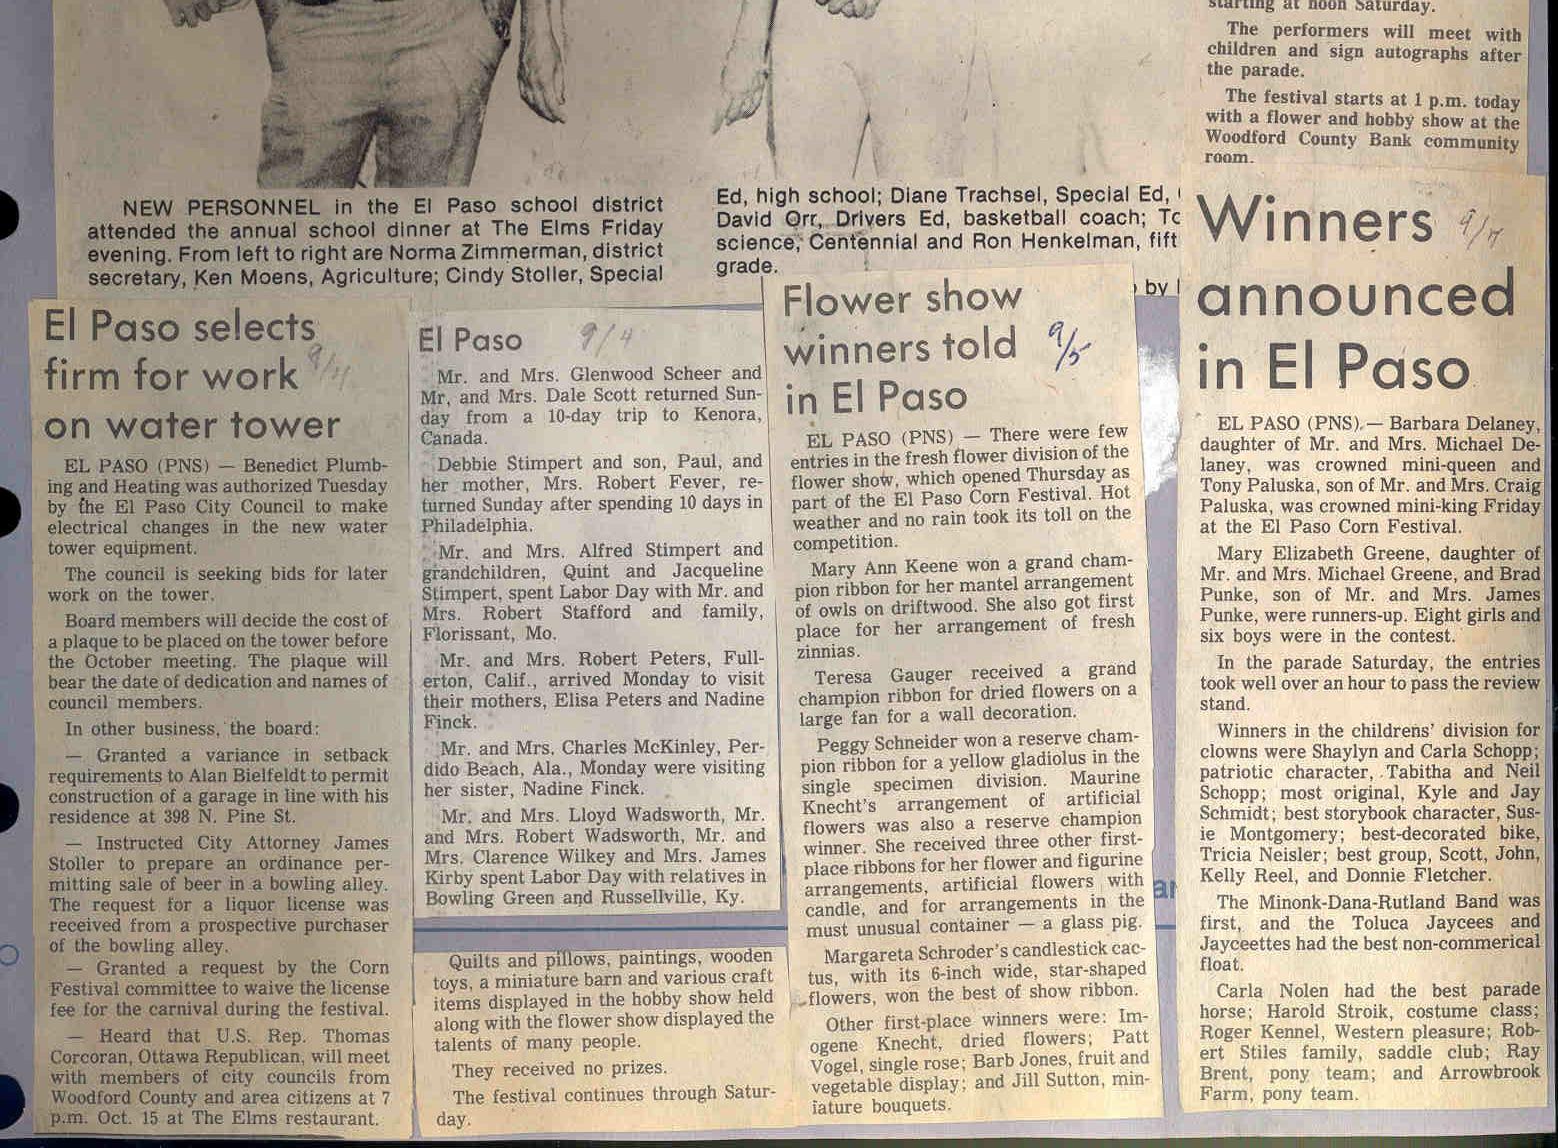 starting at noon Saturday.
The performers will meet with
children and sign autographs after
the parade.
The festival starts at 1 p.m. today
with a flower and hobby show at the
Woodford County Bank community
room.
NEW PERSONNEL in the El Paso school district
attended the annual school dinner at The Elms Friday
evening. From left to right are Norma Zimmerman, district
secretary, Ken Moens, Agriculture; Cindy Stoller, Special
Ed, high school; Diane Trachsel, Special Ed,
David Orr, Drivers Ed, basketball coach;
science, Centennial and Ron Henkelman,
grade.
by
El Paso selects
firm for work
on water tower
EL PASO (PNS) — Benedict Plumb-
ing and Heating was authorized Tuesday
by the El Paso City Council to make
electrical changes in the new water
tower equipment.
The council is seeking bids for later
work on the tower.
Board members will decide the cost of
a plaque to be placed on the tower before
the October meeting. The plaque will
bear the date of dedication and names of
council members.
In other business, the board:
— Granted a variance in setback
requirements to Alan Bielfeldt to permit
construction of a garage in line with his
residence at 398 N. Pine St.
— Instructed City Attorney James
Stoller to prepare an ordinance per-
mitting sale of beer in a bowling alley.
The request for a liquor license was
received from a prospective purchaser
of the bowling alley.
— Granted a request by the Corn
Festival committee to waive the license
fee for the carnival during the festival.
— Heard that U.S. Rep. Thomas
Corcoran, Ottawa Republican, will meet
with members of city councils from
Woodford County and area citizens at 7
p.m. Oct. 15 at The Elms restaurant.
El Paso 9/4
Mr. and Mrs. Glenwood Scheer and
Mr, and Mrs. Dale Scott returned Sun-
day from a 10-day trip to Kenora,
Canada.
Debbie Stimpert and son, Paul, and
her mother, Mrs. Robert Fever, re-
turned Sunday after spending 10 days in
Philadelphia.
Mr. and Mrs. Alfred Stimpert and
grandchildren, Quint and Jacqueline
Stimpert, spent Labor Day with Mr. and
Mrs. Robert Stafford and family,
Florissant, Mo.
Mr. and Mrs. Robert Peters, Full-
erton, Calif., arrived Monday to visit
their mothers, Elisa Peters and Nadine
Finck.
Mr. and Mrs. Charles McKinley, Per-
dido Beach, Ala., Monday were visiting
her sister, Nadine Finck.
Mr. and Mrs. Lloyd Wadsworth, Mr.
and Mrs. Robert Wadsworth, Mr. and
Mrs. Clarence Wilkey and Mrs. James
Kirby spent Labor Day with relatives in
Bowling Green and Russellville, Ky.
Flower show
winners told 9/5
in El Paso
EL PASO (PNS) — There were few
entries in the fresh flower division of the
flower show, which opened Thursday as
part of the El Paso Corn Festival. Hot
weather and no rain took its toll on the
competition.
Mary Ann Keene won a grand cham-
pion ribbon for her mantel arrangement
of owls on driftwood. She also got first
place for her arrangement of fresh
zinnias.
Teresa Gauger received a grand
champion ribbon for dried flowers on a
large fan for a wall decoration.
Peggy Schneider won a reserve cham-
pion ribbon for a yellow gladiolus in the
single specimen division. Maurine
Knecht's arrangement of artificial
flowers was also a reserve champion
winner. She received three other first-
place ribbons for her flower and figurine
arrangements, artificial flowers with
candle, and for arrangements in the
must unusual container — a glass pig.
Margareta Schroder's candlestick cac-
tus, with its 6-inch wide, star-shaped
flowers, won the best of show ribbon.
Other first-place winners were: Im-
ogene Knecht, dried flowers; Patt
Vogel, single rose; Barb Jones, fruit and
vegetable display; and Jill Sutton, min-
iature bouquets.
Quilts and pillows, paintings, wooden
toys, a miniature barn and various craft
items displayed in the hobby show held
along with the flower show displayed the
talents of many people.
They received no prizes.
The festival continues through Satur-
day.
Winners
announced
in El Paso
EL PASO (PNS).— Barbara Delaney,
daughter of Mr. and Mrs. Michael De-
laney, was crowned mini-queen and
Tony Paluska, son of Mr. and Mrs. Craig
Paluska, was crowned mini-king Friday
at the El Paso Corn Festival.
Mary Elizabeth Greene, daughter of
Mr. and Mrs. Michael Greene, and Brad
Punke, son of Mr. and Mrs. James
Punke, were runners-up. Eight girls and
six boys were in the contest.
In the parade Saturday, the entries
took well over an hour to pass the review
stand.
Winners in the childrens' division for
clowns were Shaylyn and Carla Schopp;
patriotic character, Tabitha and Neil
Schopp; most original, Kyle and Jay
Schmidt; best storybook character, Sus-
ie Montgomery; best-decorated bike,
Tricia Neisler; best group, Scott, John,
Kelly Reel, and Donnie Fletcher.
The Minonk-Dana-Rutland Band was
first, and the Toluca Jaycees and
Jayceettes had the best non-commerical
float.
Carla Nolen had the best parade
horse; Harold Stroik, costume class;
Roger Kennel, Western pleasure; Rob-
ert Stiles family, saddle club; Ray
Brent, pony team; and Arrowbrook
Farm, pony team.